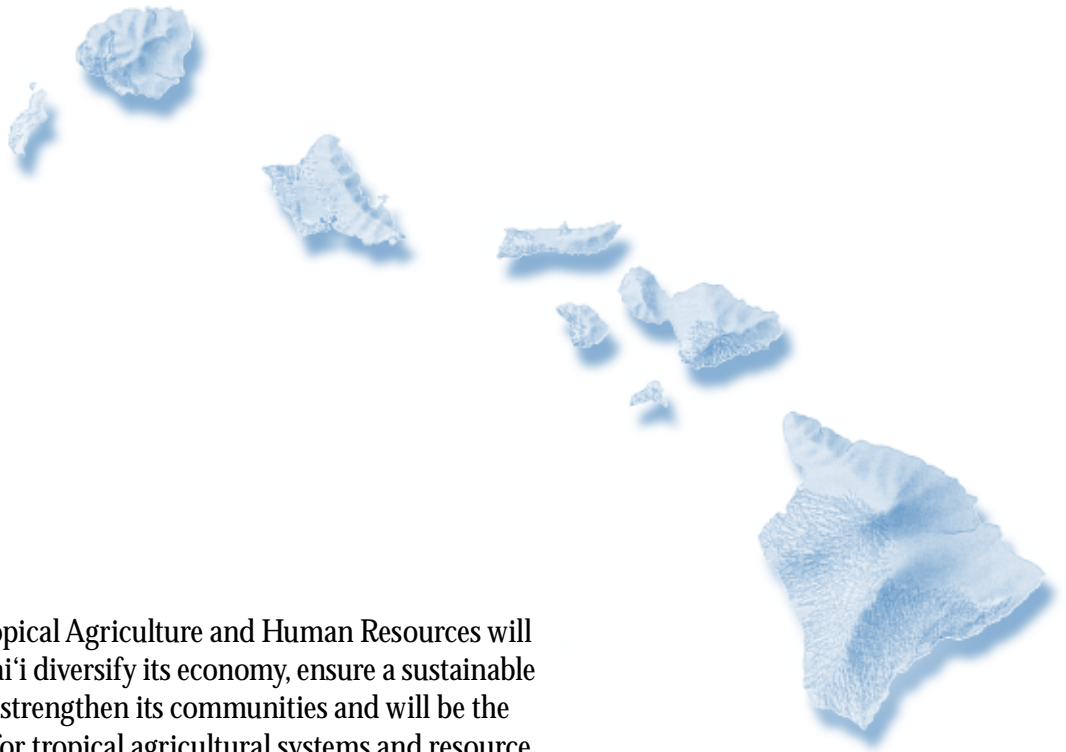 opical Agriculture and Human Resources will
ai‘i diversify its economy, ensure a sustainable
strengthen its communities and will be the
for tropical agricultural systems and resource